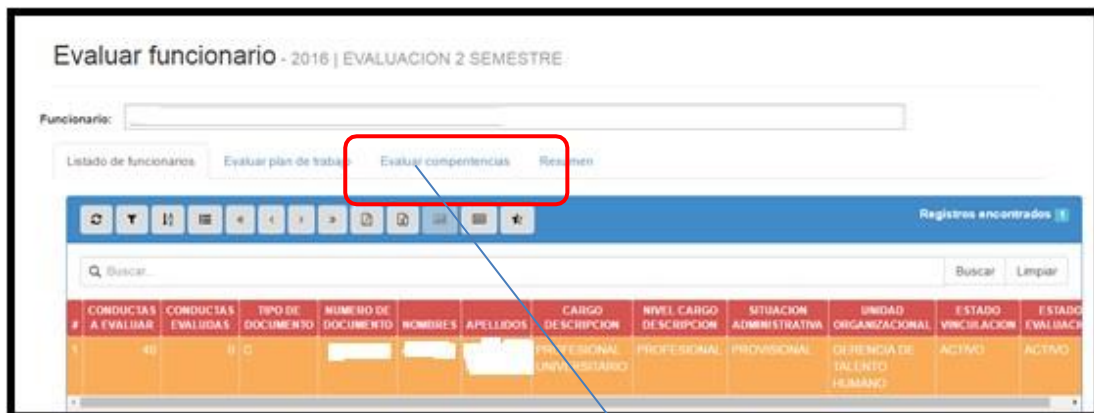 Evaluar funcionario - 2016 | EVALUACION 2 SEMESTRE
Funcionario:
Listado de funcionarios Evaluar plan de trabajo Evaluar compentencias Resumen
Registros encontrados 1
Buscar... Buscar Limpiar
# CONDUCTAS A EVALUAR CONDUCTAS EVALUDAS TIPO DE DOCUMENTO NUMERO DE DOCUMENTO NOMBRES APELLIDOS CARGO DESCRIPCION NIVEL CARGO DESCRIPCION SITUACION ADMINISTRATIVA UNIDAD ORGANIZACIONAL ESTADO VINCULACION ESTADO
1 0 C PROFESIONAL UNIVERSITARIO PROFESIONAL PROVISIONAL GERENCIA DE TALENTO HUMANO ACTIVO ACTIVO